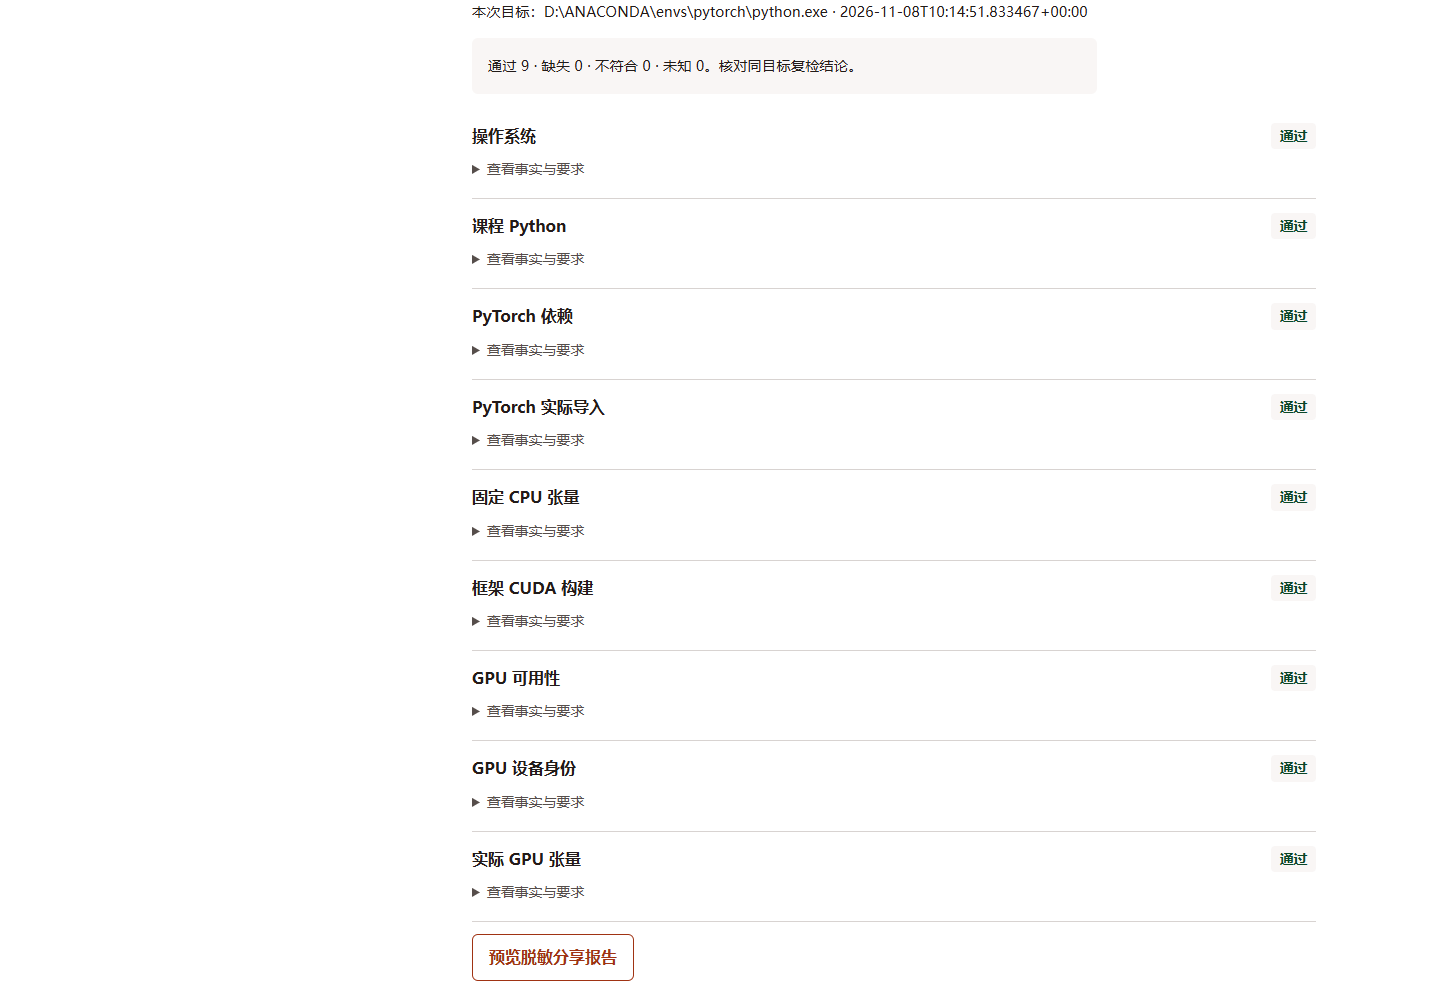 本次目标：D:\ANACONDA\envs\pytorch\python.exe · 2026-11-08T10:14:51.833467+00:00
通过 9 · 缺失 0 · 不符合 0 · 未知 0。核对同目标复检结论。
操作系统 通过
▶ 查看事实与要求
课程 Python 通过
▶ 查看事实与要求
PyTorch 依赖 通过
▶ 查看事实与要求
PyTorch 实际导入 通过
▶ 查看事实与要求
固定 CPU 张量 通过
▶ 查看事实与要求
框架 CUDA 构建 通过
▶ 查看事实与要求
GPU 可用性 通过
▶ 查看事实与要求
GPU 设备身份 通过
▶ 查看事实与要求
实际 GPU 张量 通过
▶ 查看事实与要求
预览脱敏分享报告